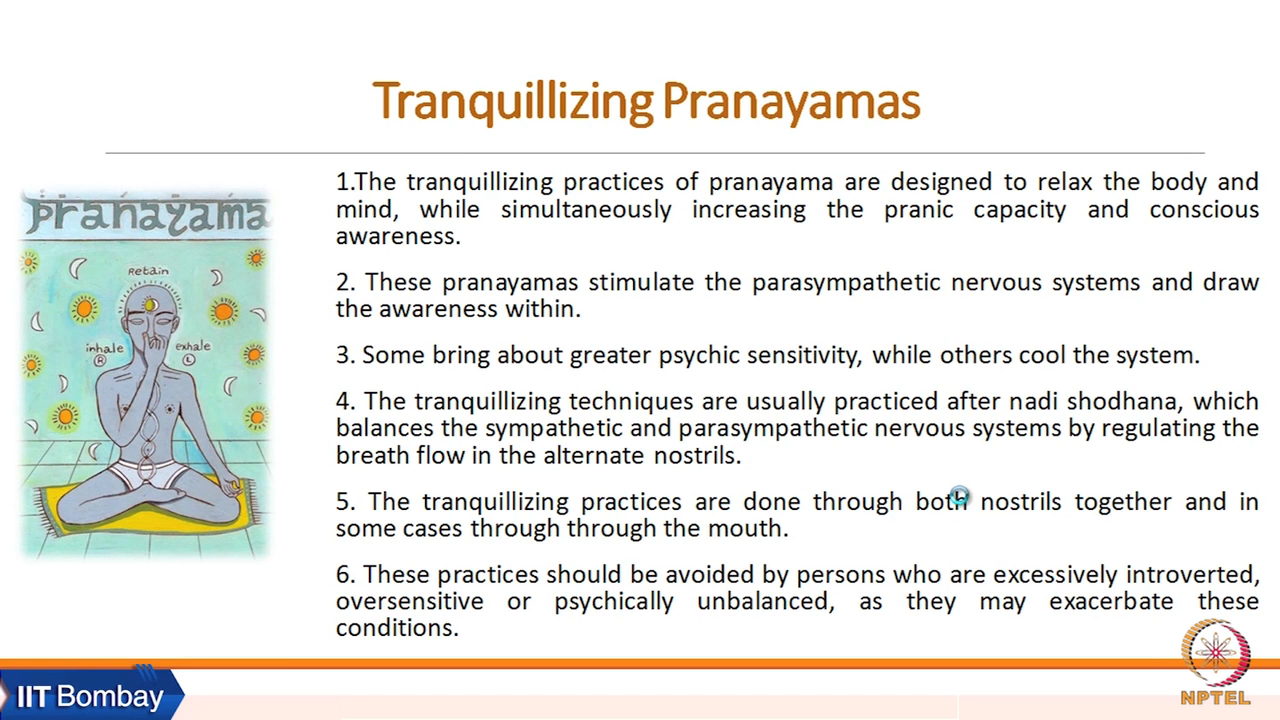 Tranquillizing Pranayamas
pranayama
Retain
inhale
R
exhale
L
1.The tranquillizing practices of pranayama are designed to relax the body and
mind, while simultaneously increasing the pranic capacity and conscious
awareness.
2. These pranayamas stimulate the parasympathetic nervous systems and draw
the awareness within.
3. Some bring about greater psychic sensitivity, while others cool the system.
4. The tranquillizing techniques are usually practiced after nadi shodhana, which
balances the sympathetic and parasympathetic nervous systems by regulating the
breath flow in the alternate nostrils.
5. The tranquillizing practices are done through both nostrils together and in
some cases through through the mouth.
6. These practices should be avoided by persons who are excessively introverted,
oversensitive or psychically unbalanced, as they may exacerbate these
conditions.
IIT Bombay
NPTEL